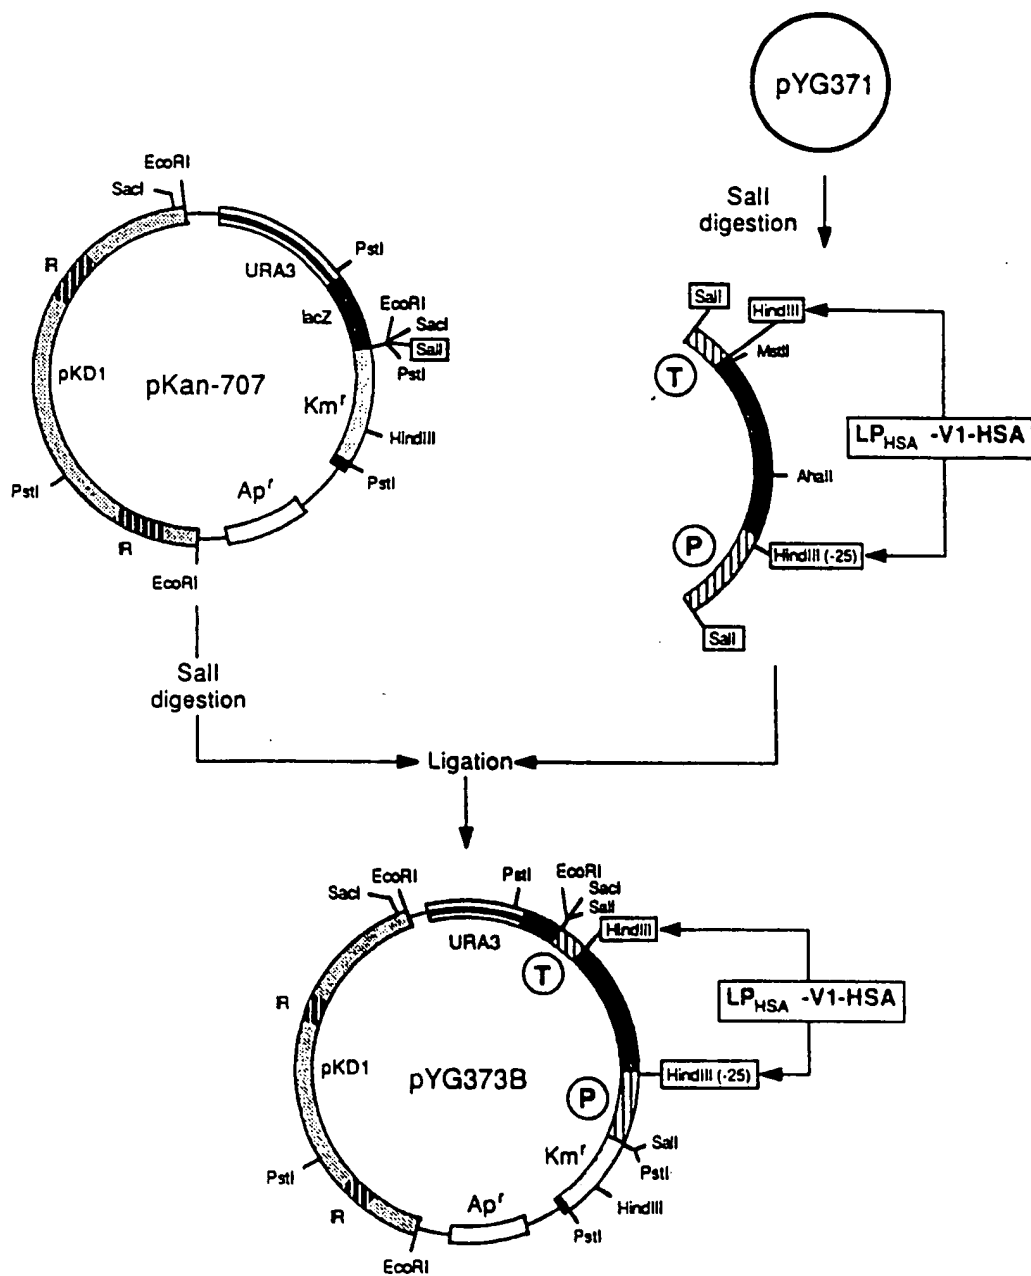 pYG371
SalI
digestion
EcoRI
SacI
PstI
URA3
IR
lacZ
EcoRI
SacI
SalI
PstI
pKD1
pKan-707
Kmʳ
HindIII
PstI
PstI
Apʳ
IR
EcoRI
SalI
HindIII
MstII
T
LP_HSA -V1-HSA
AhaII
P
HindIII (-25)
SalI
SalI
digestion
Ligation
EcoRI
SacI
PstI
EcoRI
SacI
SalI
HindIII
URA3
T
LP_HSA -V1-HSA
IR
pKD1
pYG373B
HindIII (-25)
P
SalI
PstI
Kmʳ
HindIII
PstI
PstI
IR
Apʳ
EcoRI